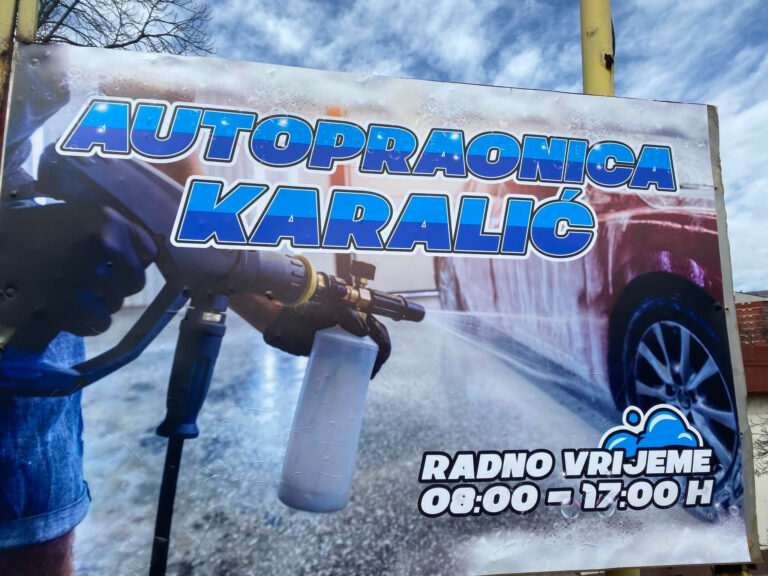 AUTOPRAONICA
KARALIĆ
RADNO VRIJEME
08:00 - 17:00 H